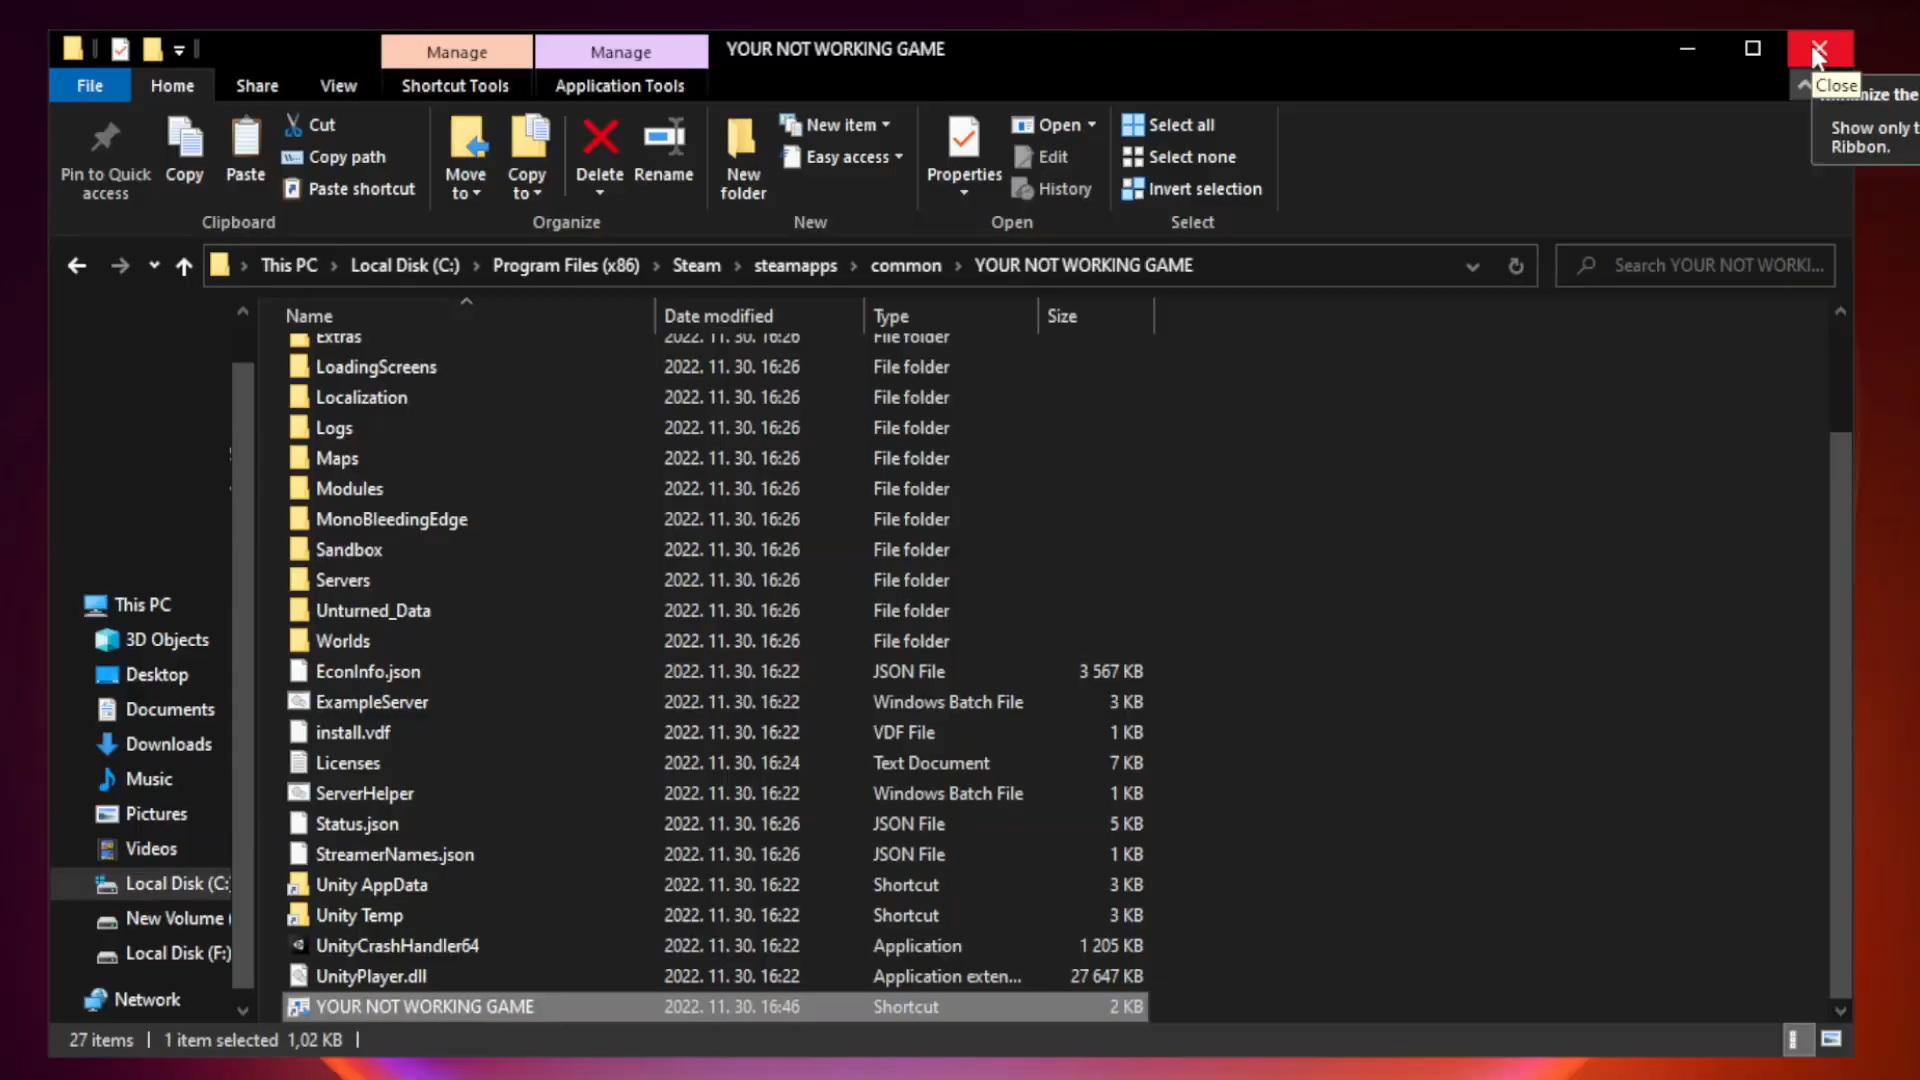 Manage
Manage
YOUR NOT WORKING GAME
File
Home
Share
View
Shortcut Tools
Application Tools
Close
Show only t
Ribbon.
Pin to Quick
access
Copy
Paste
Cut
Copy path
Paste shortcut
Clipboard
Move
to
Copy
to
Delete
Rename
Organize
New
folder
New item
Easy access
New
Properties
Open
Edit
History
Open
Select all
Select none
Invert selection
Select
This PC > Local Disk (C:) > Program Files (x86) > Steam > steamapps > common > YOUR NOT WORKING GAME
Search YOUR NOT WORKI...
Name Date modified Type Size
Extras 2022. 11. 30. 16:26 File folder
LoadingScreens 2022. 11. 30. 16:26 File folder
Localization 2022. 11. 30. 16:26 File folder
Logs 2022. 11. 30. 16:26 File folder
Maps 2022. 11. 30. 16:26 File folder
Modules 2022. 11. 30. 16:26 File folder
MonoBleedingEdge 2022. 11. 30. 16:26 File folder
Sandbox 2022. 11. 30. 16:26 File folder
Servers 2022. 11. 30. 16:26 File folder
Unturned_Data 2022. 11. 30. 16:26 File folder
Worlds 2022. 11. 30. 16:26 File folder
EconInfo.json 2022. 11. 30. 16:22 JSON File 3 567 KB
ExampleServer 2022. 11. 30. 16:22 Windows Batch File 3 KB
install.vdf 2022. 11. 30. 16:22 VDF File 1 KB
Licenses 2022. 11. 30. 16:24 Text Document 7 KB
ServerHelper 2022. 11. 30. 16:22 Windows Batch File 1 KB
Status.json 2022. 11. 30. 16:26 JSON File 5 KB
StreamerNames.json 2022. 11. 30. 16:26 JSON File 1 KB
Unity AppData 2022. 11. 30. 16:22 Shortcut 3 KB
Unity Temp 2022. 11. 30. 16:22 Shortcut 3 KB
UnityCrashHandler64 2022. 11. 30. 16:22 Application 1 205 KB
UnityPlayer.dll 2022. 11. 30. 16:22 Application exten... 27 647 KB
YOUR NOT WORKING GAME 2022. 11. 30. 16:46 Shortcut 2 KB
This PC
3D Objects
Desktop
Documents
Downloads
Music
Pictures
Videos
Local Disk (C:
New Volume (
Local Disk (F:)
Network
27 items
1 item selected 1,02 KB